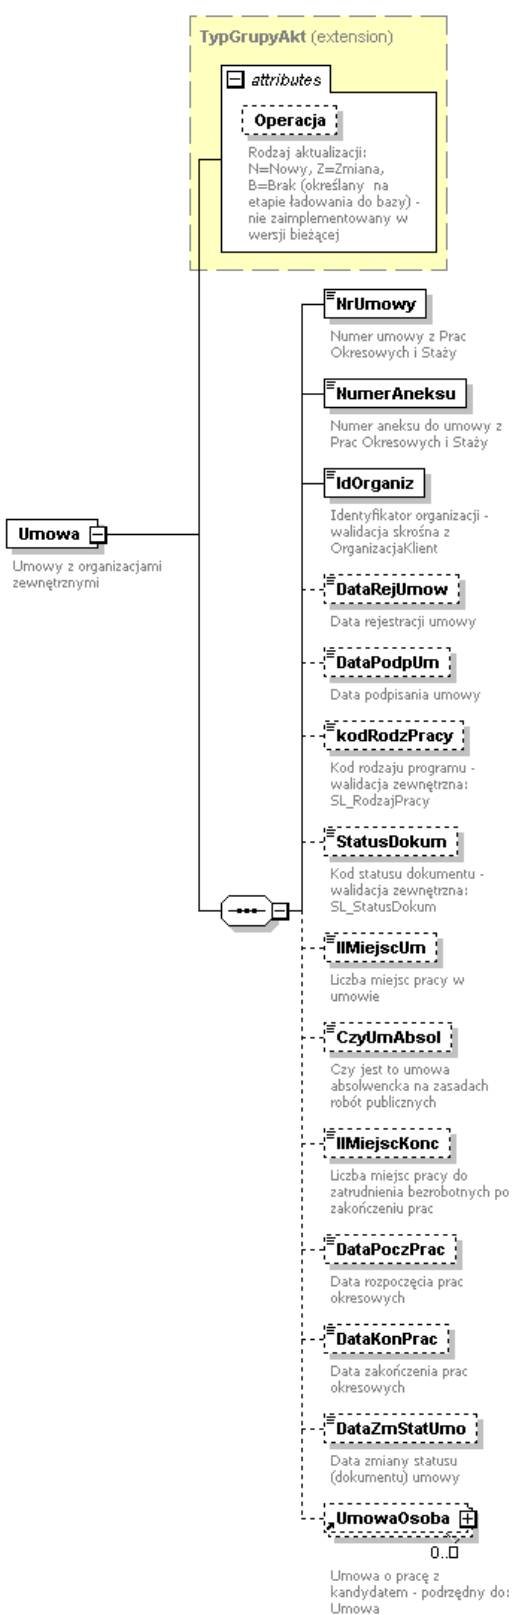 TypGrupyAkt (extension)
attributes
Operacja
Rodzaj aktualizacji:
N=Nowy, Z=Zmiana,
B=Brak (określany na
etapie ładowania do bazy) -
nie zaimplementowany w
wersji bieżącej
NrUmowy
Numer umowy z Prac
Okresowych i Staży
NumerAneksu
Numer aneksu do umowy z
Prac Okresowych i Staży
IdOrganiz
Identyfikator organizacji -
walidacja skrośna z
OrganizacjaKlient
Umowa
Umowy z organizacjami
zewnętrznymi
DataRejUmow
Data rejestracji umowy
DataPodpUm
Data podpisania umowy
kodRodzPracy
Kod rodzaju programu -
walidacja zewnętrzna:
SL_RodzajPracy
StatusDokum
Kod statusu dokumentu -
walidacja zewnętrzna:
SL_StatusDokum
IlMiejscUm
Liczba miejsc pracy w
umowie
CzyUmAbsol
Czy jest to umowa
absolwencka na zasadach
robót publicznych
IlMiejscKonc
Liczba miejsc pracy do
zatrudnienia bezrobotnych po
zakończeniu prac
DataPoczPrac
Data rozpoczęcia prac
okresowych
DataKonPrac
Data zakończenia prac
okresowych
DataZmStatUmo
Data zmiany statusu
(dokumentu) umowy
UmowaOsoba
0..
Umowa o pracę z
kandydatem - podrzędny do:
Umowa